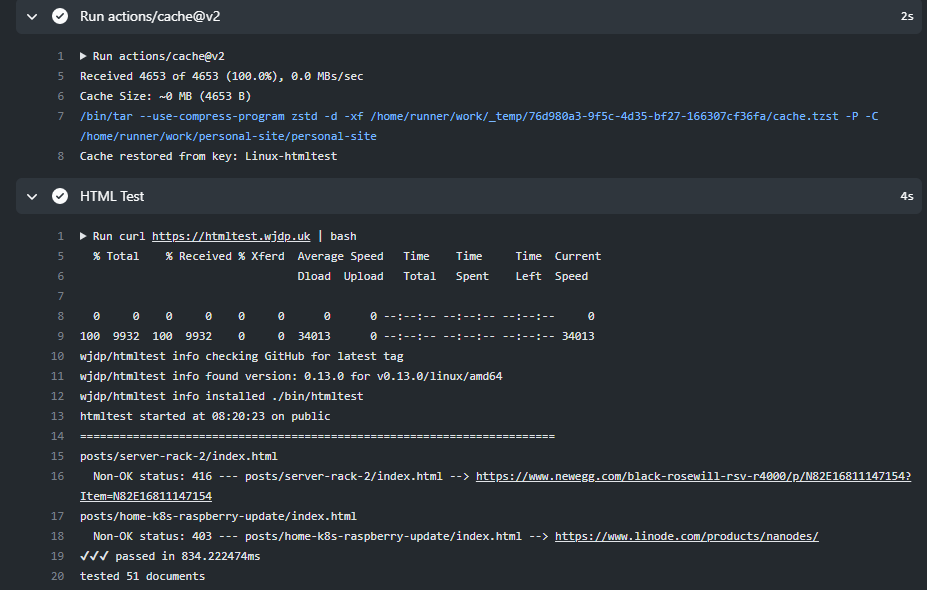 Run actions/cache@v2 2s
1 ▶ Run actions/cache@v2
5 Received 4653 of 4653 (100.0%), 0.0 MBs/sec
6 Cache Size: ~0 MB (4653 B)
7 /bin/tar --use-compress-program zstd -d -xf /home/runner/work/_temp/76d980a3-9f5c-4d35-bf27-166307cf36fa/cache.tzst -P -C
/home/runner/work/personal-site/personal-site
8 Cache restored from key: Linux-htmltest
HTML Test 4s
1 ▶ Run curl https://htmltest.wjdp.uk | bash
5 % Total % Received % Xferd Average Speed Time Time Time Current
6 Dload Upload Total Spent Left Speed
7
8 0 0 0 0 0 0 0 0 --:--:-- --:--:-- --:--:-- 0
9 100 9932 100 9932 0 0 34013 0 --:--:-- --:--:-- --:--:-- 34013
10 wjdp/htmltest info checking GitHub for latest tag
11 wjdp/htmltest info found version: 0.13.0 for v0.13.0/linux/amd64
12 wjdp/htmltest info installed ./bin/htmltest
13 htmltest started at 08:20:23 on public
14 ========================================================================
15 posts/server-rack-2/index.html
16 Non-OK status: 416 --- posts/server-rack-2/index.html --> https://www.newegg.com/black-rosewill-rsv-r4000/p/N82E16811147154?
Item=N82E16811147154
17 posts/home-k8s-raspberry-update/index.html
18 Non-OK status: 403 --- posts/home-k8s-raspberry-update/index.html --> https://www.linode.com/products/nanodes/
19 ✔✔✔ passed in 834.222474ms
20 tested 51 documents